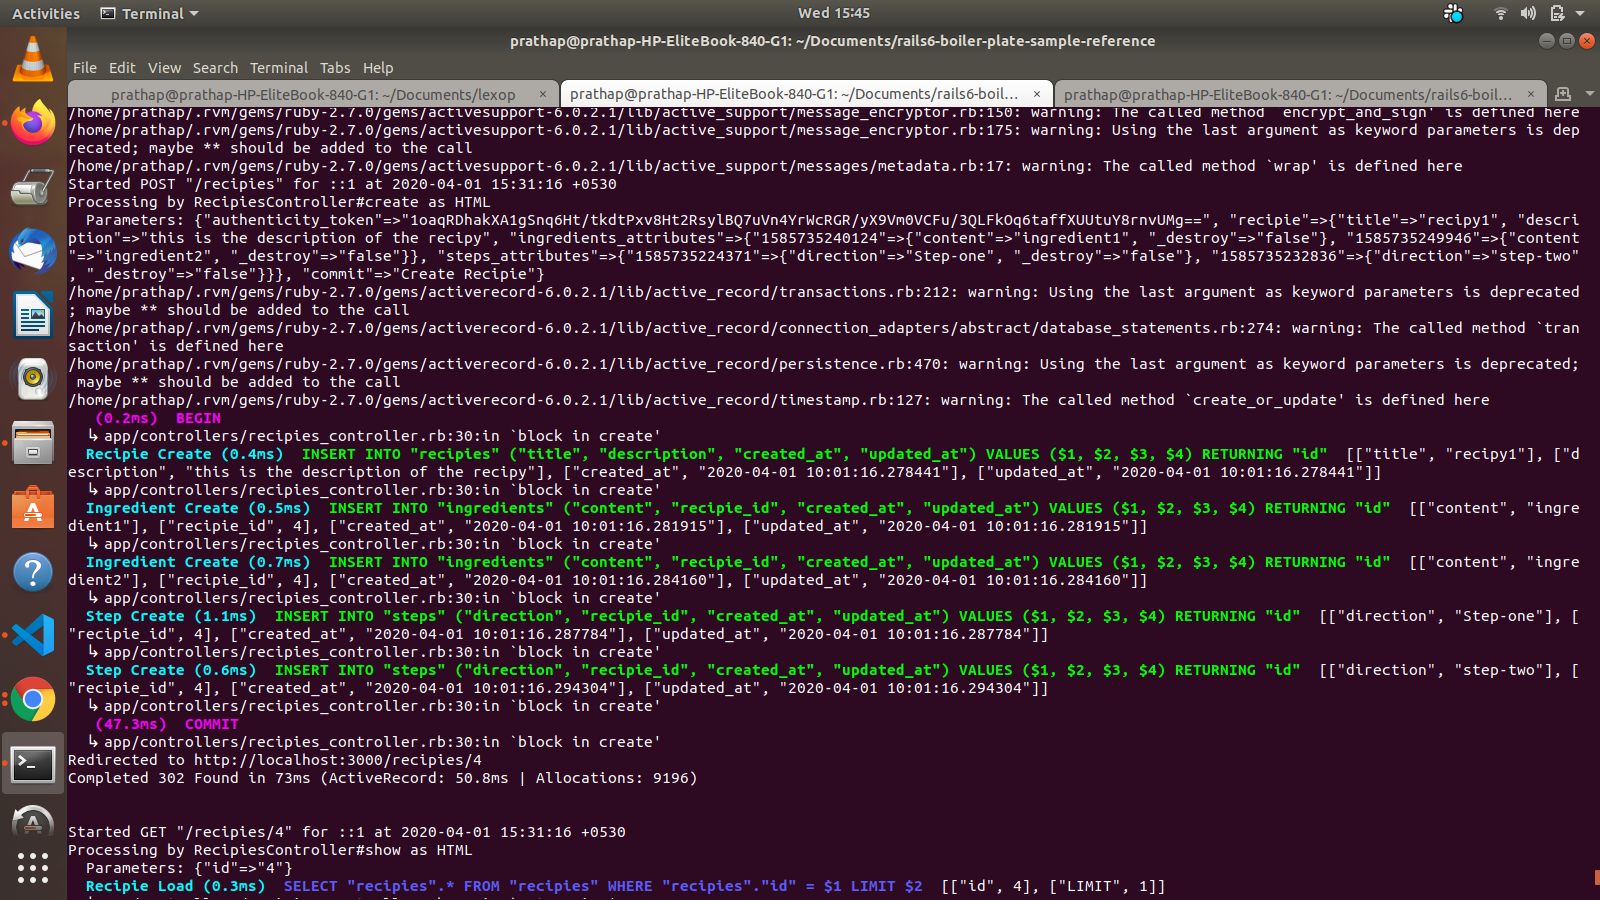 Activities Terminal Wed 15:45
prathap@prathap-HP-EliteBook-840-G1: ~/Documents/rails6-boiler-plate-sample-reference
File Edit View Search Terminal Tabs Help
prathap@prathap-HP-EliteBook-840-G1: ~/Documents/lexop × prathap@prathap-HP-EliteBook-840-G1: ~/Documents/rails6-boil... × prathap@prathap-HP-EliteBook-840-G1: ~/Documents/rails6-boil... ×
/home/prathap/.rvm/gems/ruby-2.7.0/gems/activesupport-6.0.2.1/lib/active_support/message_encryptor.rb:150: warning: The called method `encrypt_and_sign' is defined here
/home/prathap/.rvm/gems/ruby-2.7.0/gems/activesupport-6.0.2.1/lib/active_support/message_encryptor.rb:175: warning: Using the last argument as keyword parameters is dep
recated; maybe ** should be added to the call
/home/prathap/.rvm/gems/ruby-2.7.0/gems/activesupport-6.0.2.1/lib/active_support/messages/metadata.rb:17: warning: The called method `wrap' is defined here
Started POST "/recipies" for ::1 at 2020-04-01 15:31:16 +0530
Processing by RecipiesController#create as HTML
  Parameters: {"authenticity_token"=>"1oaqRDhakXA1gSnq6Ht/tkdtPxv8Ht2RsylBQ7uVn4YrWcRGR/yX9Vm0VCFu/3QLFkOq6taffXUUtuY8rnvUMg==", "recipie"=>{"title"=>"recipy1", "descri
ption"=>"this is the description of the recipy", "ingredients_attributes"=>{"1585735240124"=>{"content"=>"ingredient1", "_destroy"=>"false"}, "1585735249946"=>{"content
"=>"ingredient2", "_destroy"=>"false"}}, "steps_attributes"=>{"1585735224371"=>{"direction"=>"Step-one", "_destroy"=>"false"}, "1585735232836"=>{"direction"=>"step-two"
, "_destroy"=>"false"}}}, "commit"=>"Create Recipie"}
/home/prathap/.rvm/gems/ruby-2.7.0/gems/activerecord-6.0.2.1/lib/active_record/transactions.rb:212: warning: Using the last argument as keyword parameters is deprecated
; maybe ** should be added to the call
/home/prathap/.rvm/gems/ruby-2.7.0/gems/activerecord-6.0.2.1/lib/active_record/connection_adapters/abstract/database_statements.rb:274: warning: The called method `tran
saction' is defined here
/home/prathap/.rvm/gems/ruby-2.7.0/gems/activerecord-6.0.2.1/lib/active_record/persistence.rb:470: warning: Using the last argument as keyword parameters is deprecated;
 maybe ** should be added to the call
/home/prathap/.rvm/gems/ruby-2.7.0/gems/activerecord-6.0.2.1/lib/active_record/timestamp.rb:127: warning: The called method `create_or_update' is defined here
   (0.2ms)  BEGIN
  ↳ app/controllers/recipies_controller.rb:30:in `block in create'
  Recipie Create (0.4ms)  INSERT INTO "recipies" ("title", "description", "created_at", "updated_at") VALUES ($1, $2, $3, $4) RETURNING "id"  [["title", "recipy1"], ["d
escription", "this is the description of the recipy"], ["created_at", "2020-04-01 10:01:16.278441"], ["updated_at", "2020-04-01 10:01:16.278441"]]
  ↳ app/controllers/recipies_controller.rb:30:in `block in create'
  Ingredient Create (0.5ms)  INSERT INTO "ingredients" ("content", "recipie_id", "created_at", "updated_at") VALUES ($1, $2, $3, $4) RETURNING "id"  [["content", "ingre
dient1"], ["recipie_id", 4], ["created_at", "2020-04-01 10:01:16.281915"], ["updated_at", "2020-04-01 10:01:16.281915"]]
  ↳ app/controllers/recipies_controller.rb:30:in `block in create'
  Ingredient Create (0.7ms)  INSERT INTO "ingredients" ("content", "recipie_id", "created_at", "updated_at") VALUES ($1, $2, $3, $4) RETURNING "id"  [["content", "ingre
dient2"], ["recipie_id", 4], ["created_at", "2020-04-01 10:01:16.284160"], ["updated_at", "2020-04-01 10:01:16.284160"]]
  ↳ app/controllers/recipies_controller.rb:30:in `block in create'
  Step Create (1.1ms)  INSERT INTO "steps" ("direction", "recipie_id", "created_at", "updated_at") VALUES ($1, $2, $3, $4) RETURNING "id"  [["direction", "Step-one"], [
"recipie_id", 4], ["created_at", "2020-04-01 10:01:16.287784"], ["updated_at", "2020-04-01 10:01:16.287784"]]
  ↳ app/controllers/recipies_controller.rb:30:in `block in create'
  Step Create (0.6ms)  INSERT INTO "steps" ("direction", "recipie_id", "created_at", "updated_at") VALUES ($1, $2, $3, $4) RETURNING "id"  [["direction", "step-two"], [
"recipie_id", 4], ["created_at", "2020-04-01 10:01:16.294304"], ["updated_at", "2020-04-01 10:01:16.294304"]]
  ↳ app/controllers/recipies_controller.rb:30:in `block in create'
   (47.3ms)  COMMIT
  ↳ app/controllers/recipies_controller.rb:30:in `block in create'
Redirected to http://localhost:3000/recipies/4
Completed 302 Found in 73ms (ActiveRecord: 50.8ms | Allocations: 9196)
Started GET "/recipies/4" for ::1 at 2020-04-01 15:31:16 +0530
Processing by RecipiesController#show as HTML
  Parameters: {"id"=>"4"}
  Recipie Load (0.3ms)  SELECT "recipies".* FROM "recipies" WHERE "recipies"."id" = $1 LIMIT $2  [["id", 4], ["LIMIT", 1]]